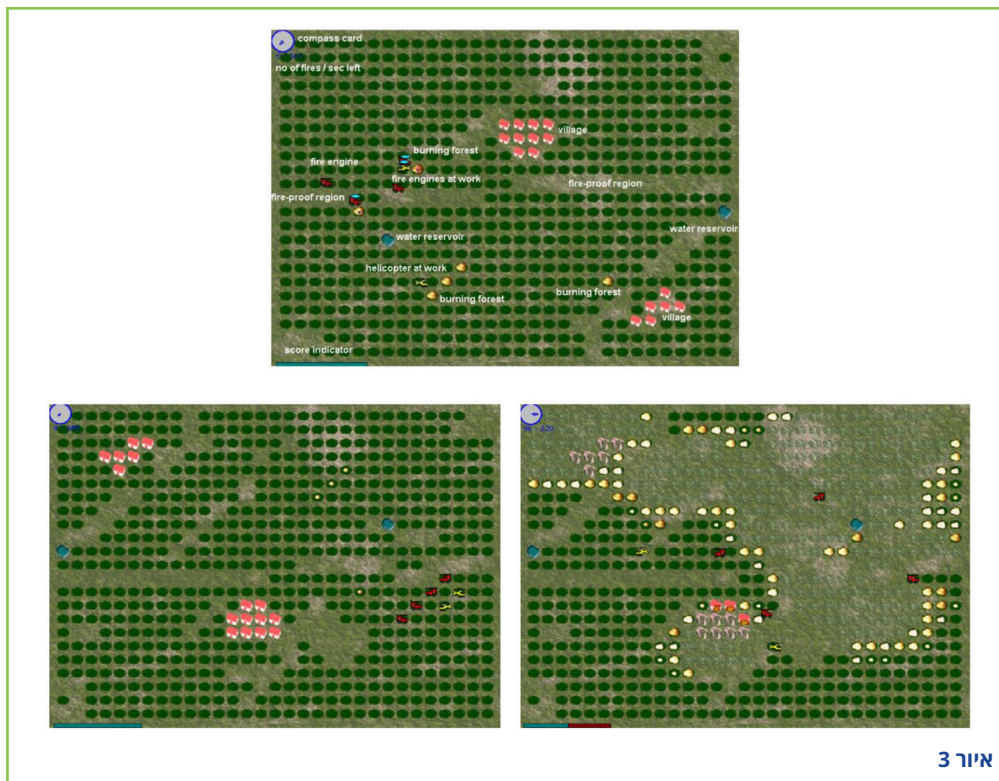 compass card
no of fires / sec left
village
burning forest
fire engine
fire engines at work
fire-proof region
fire-proof region
water reservoir
water reservoir
helicopter at work
burning forest
burning forest
village
score indicator
איור 3